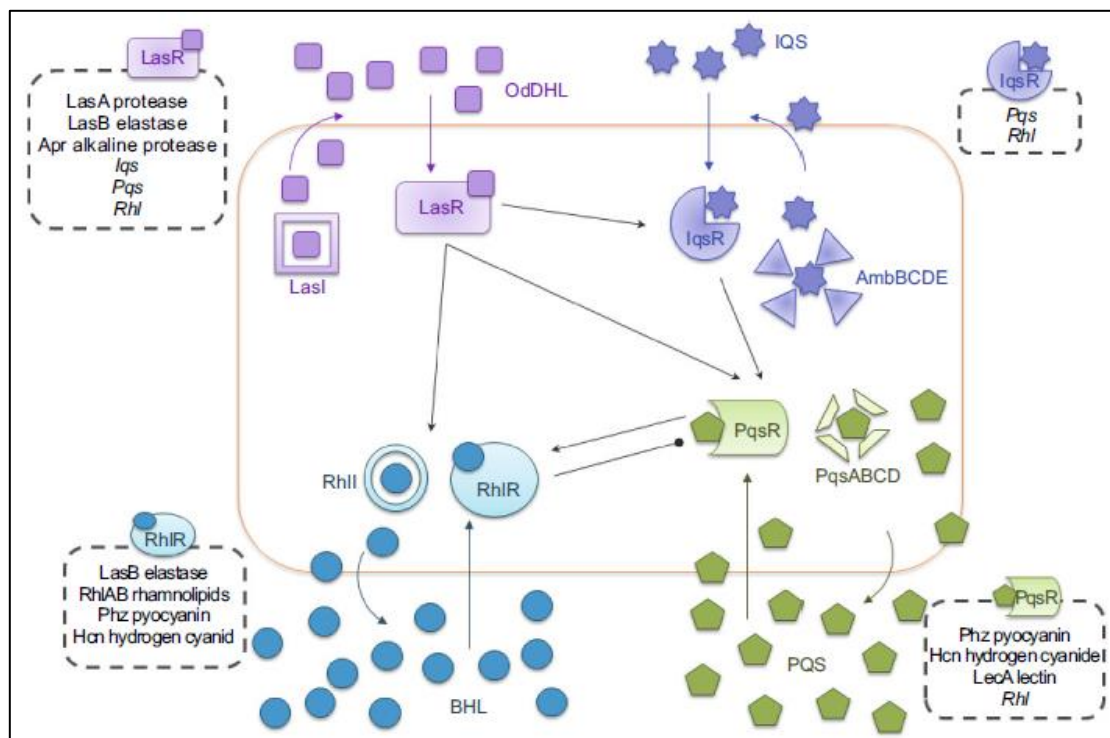 LasR
LasA protease
LasB elastase
Apr alkaline protease
Iqs
Pqs
Rhl
OdDHL
IQS
IqsR
Pqs
Rhl
LasR
LasI
IqsR
AmbBCDE
RhlI
RhlR
PqsR
PqsABCD
RhlR
LasB elastase
RhlAB rhamnolipids
Phz pyocyanin
Hcn hydrogen cyanid
BHL
PQS
PqsR
Phz pyocyanin
Hcn hydrogen cyanide
LecA lectin
Rhl